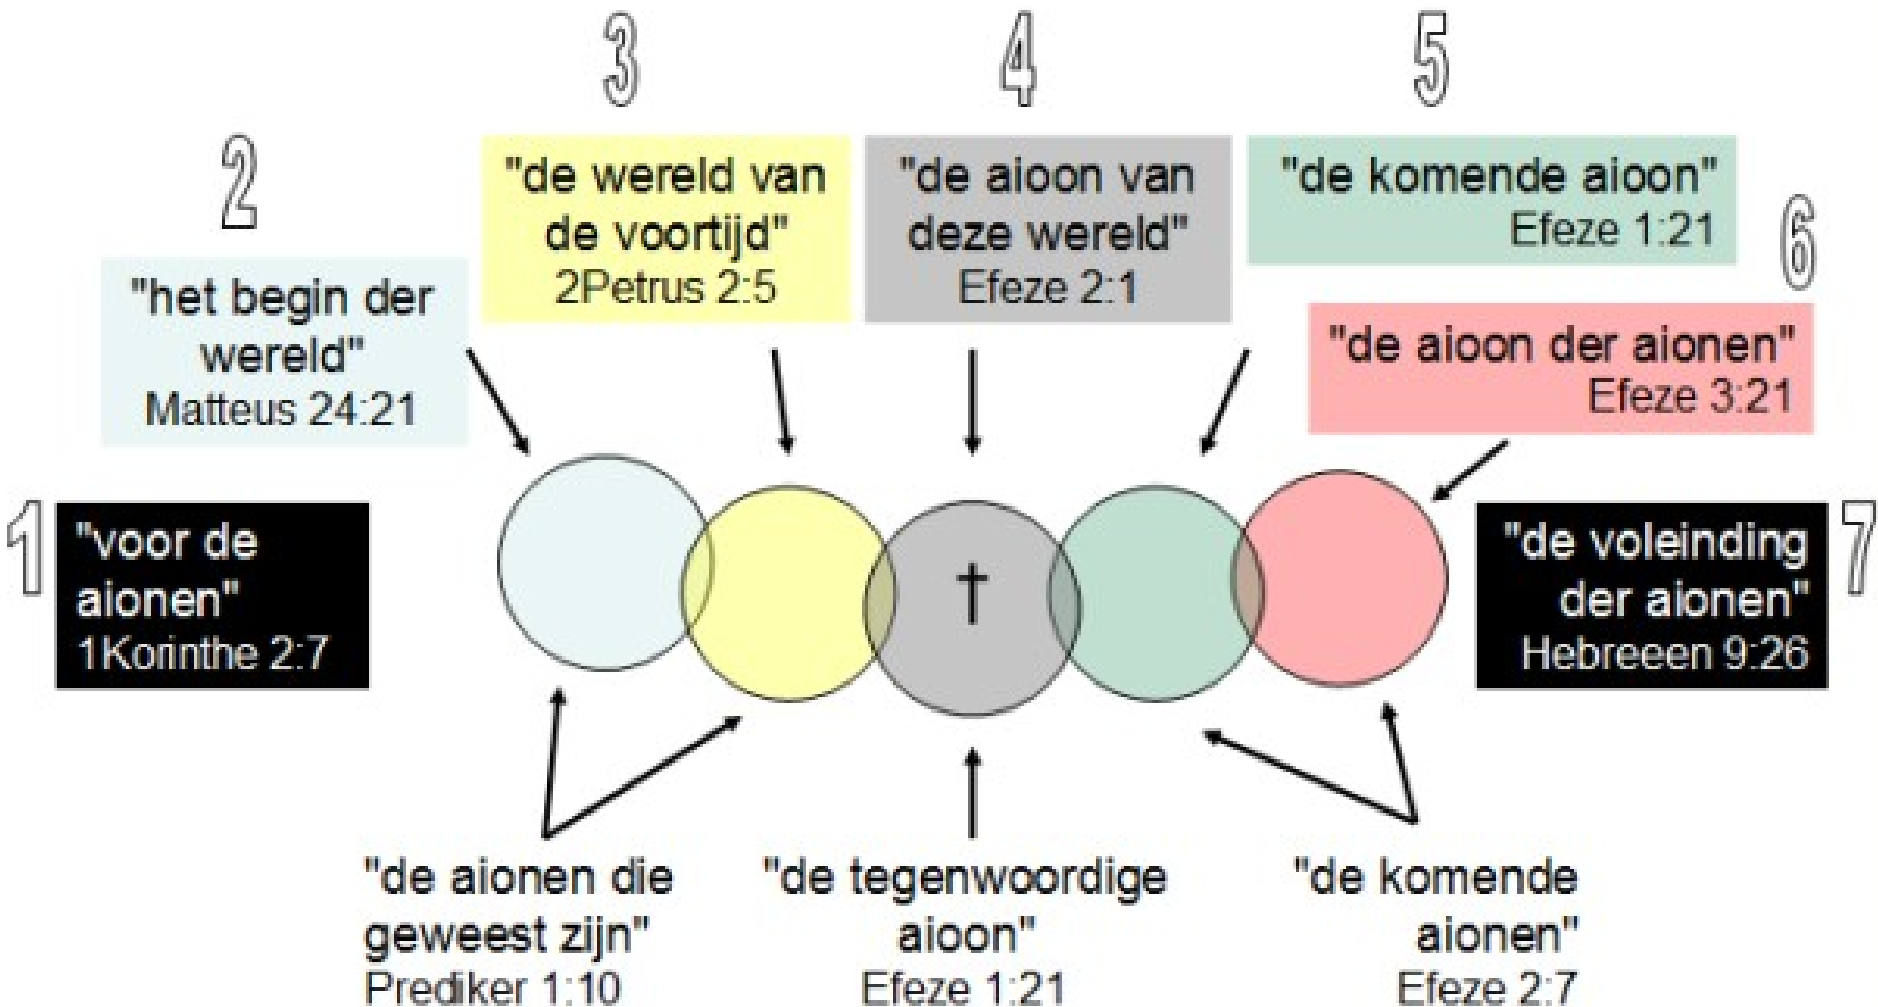 1
"voor de
aionen"
1Korinthe 2:7
2
"het begin der
wereld"
Matteus 24:21
3
"de wereld van
de voortijd"
2Petrus 2:5
4
"de aioon van
deze wereld"
Efeze 2:1
5
"de komende aioon"
Efeze 1:21
6
"de aioon der aionen"
Efeze 3:21
7
"de voleinding
der aionen"
Hebreeen 9:26
"de aionen die
geweest zijn"
Prediker 1:10
"de tegenwoordige
aioon"
Efeze 1:21
"de komende
aionen"
Efeze 2:7